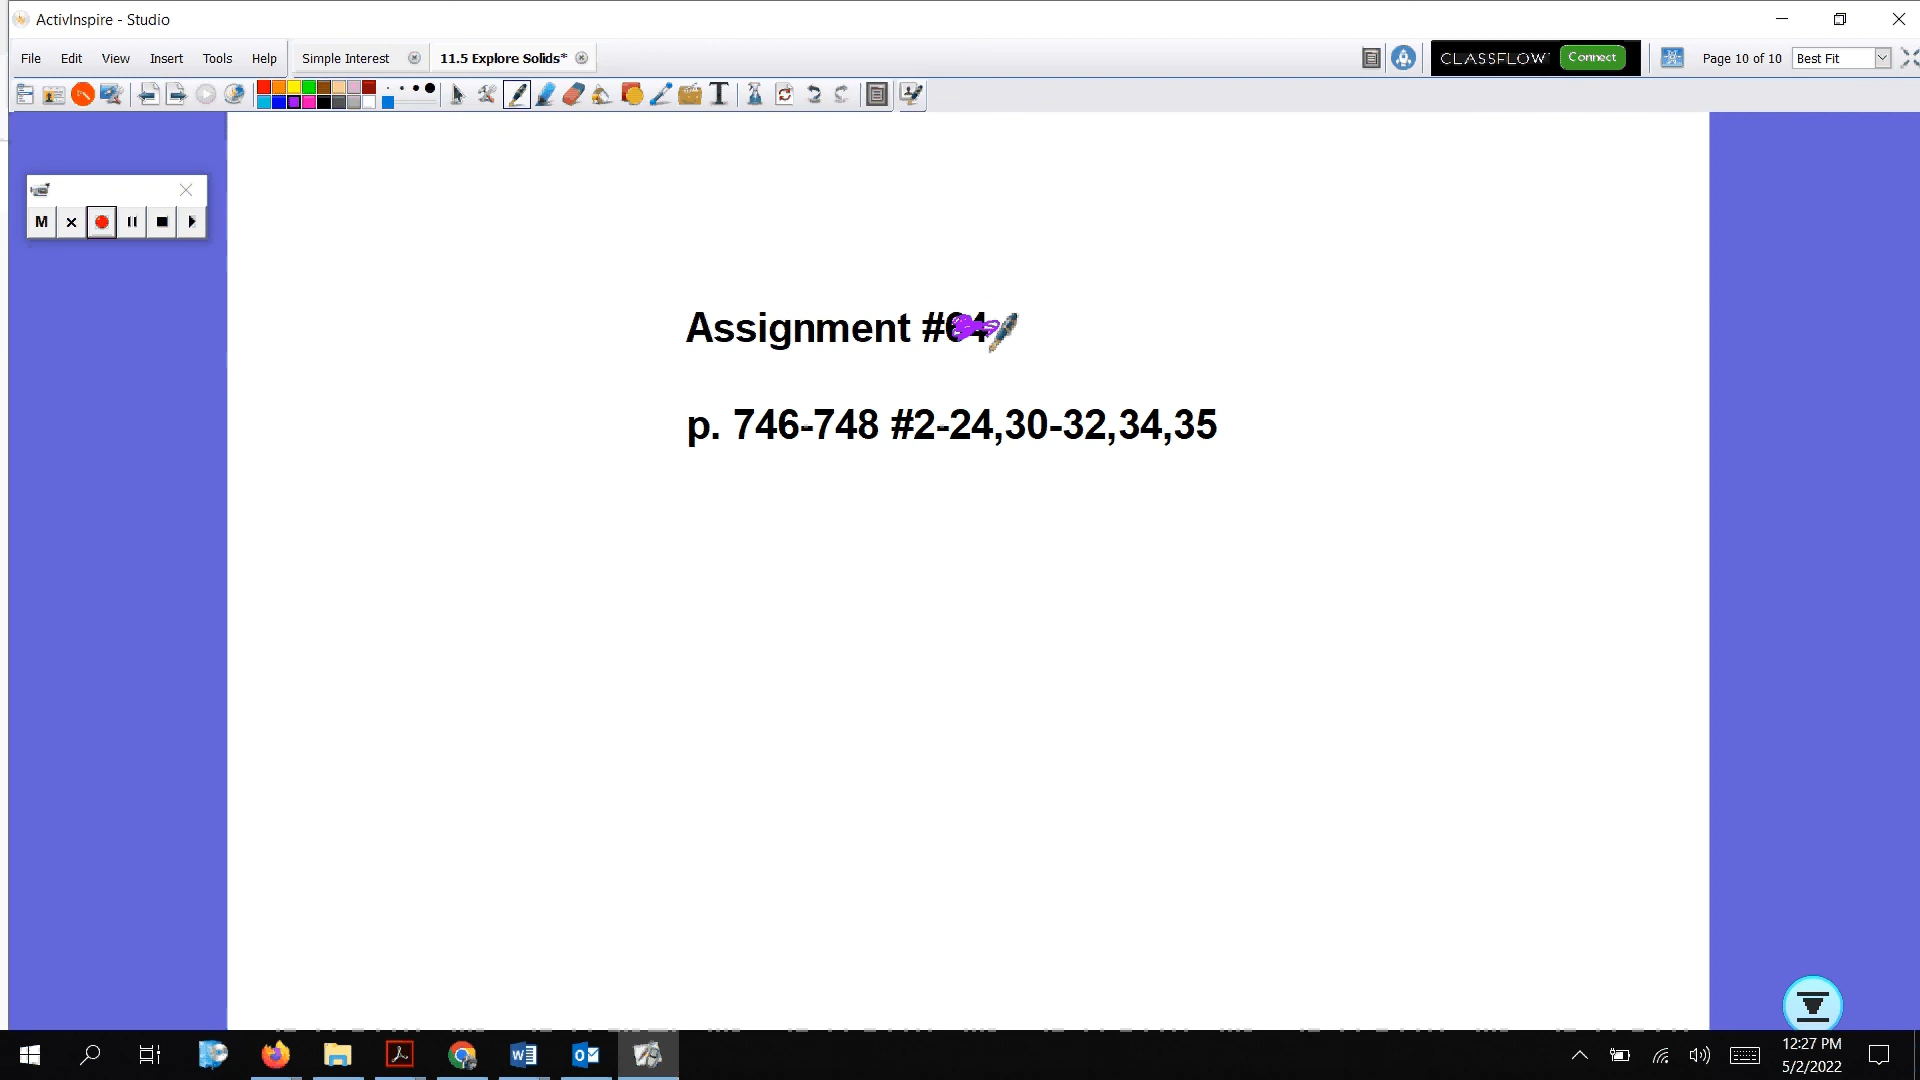 ActivInspire - Studio
File Edit View Insert Tools Help Simple Interest 11.5 Explore Solids* CLASSFLOW Connect Page 10 of 10 Best Fit
T
M
Assignment #64
p. 746-748 #2-24,30-32,34,35
12:27 PM
5/2/2022